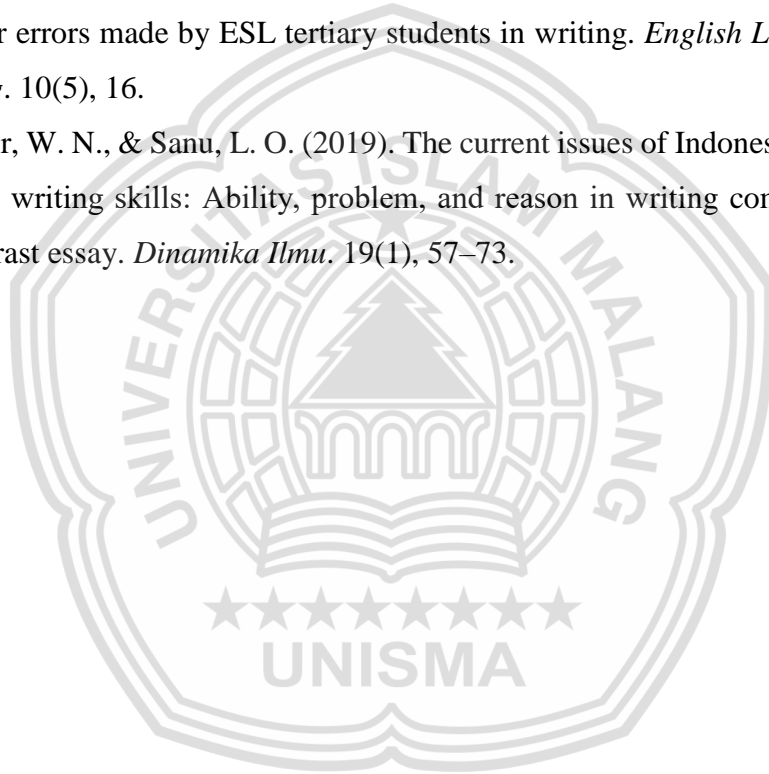 r errors made by ESL tertiary students in writing. English L
. 10(5), 16.
r, W. N., & Sanu, L. O. (2019). The current issues of Indones
writing skills: Ability, problem, and reason in writing con
rast essay. Dinamika Ilmu. 19(1), 57–73.
UNIVERSITAS ISLAM MALANG
UNISMA